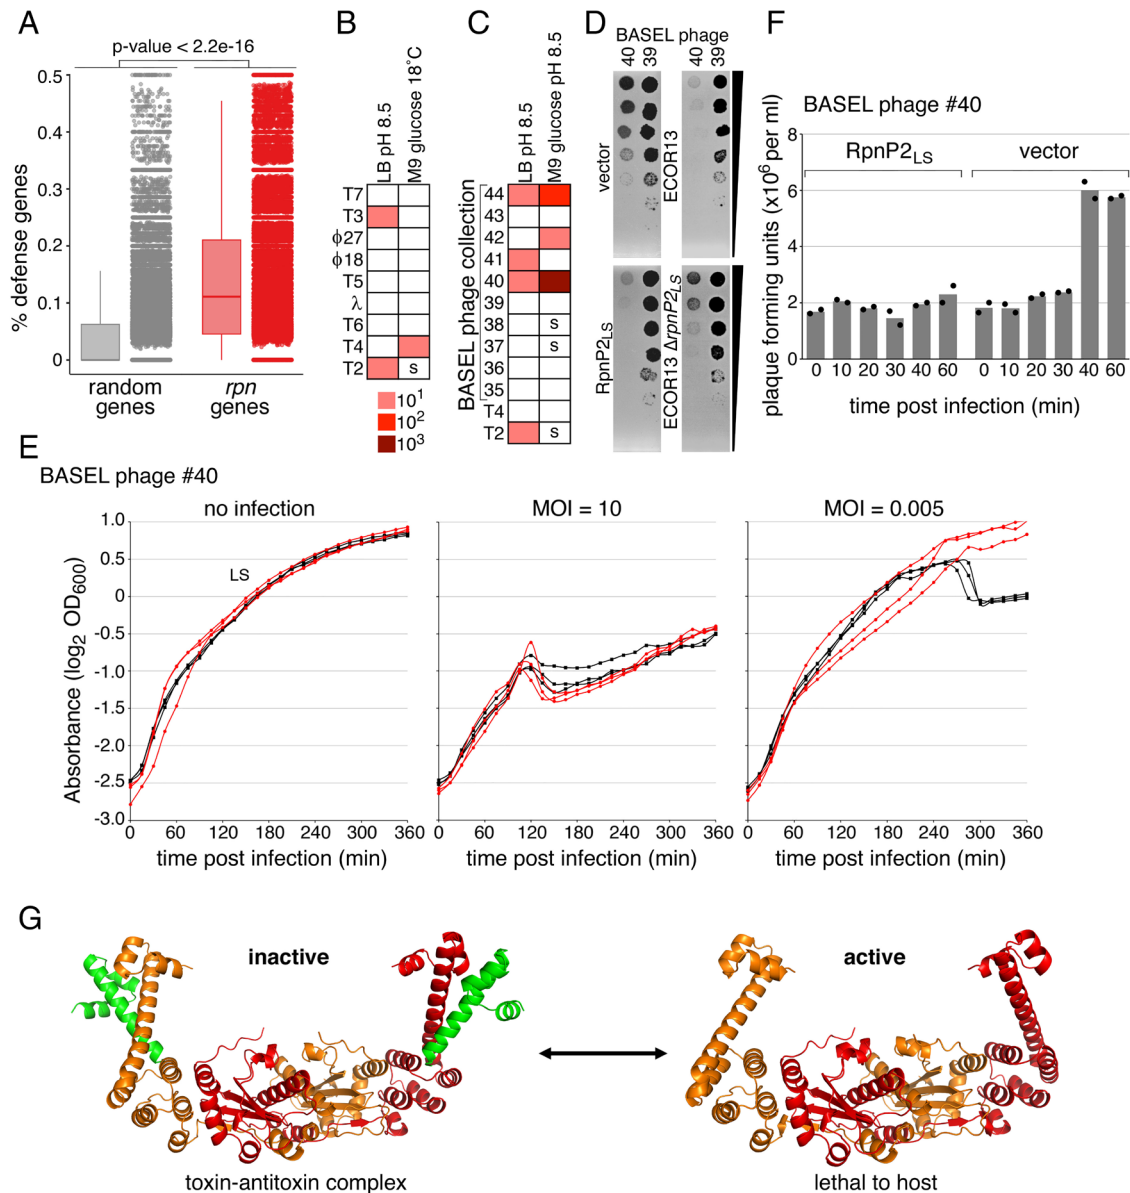 A
p-value < 2.2e-16
% defense genes
0.5
0.4
0.3
0.2
0.1
0
random genes
rpn genes
B
LB pH 8.5
M9 glucose 18˚C
T7
T3
ϕ27
ϕ18
T5
λ
T6
T4
T2
s
10¹
10²
10³
C
LB pH 8.5
M9 glucose pH 8.5
BASEL phage collection
44
43
42
41
40
39
38
s
37
s
36
35
T4
T2
s
D
BASEL phage
40
39
40
39
vector
ECOR13
RpnP2LS
ECOR13 ΔrpnP2LS
F
BASEL phage #40
plaque forming units (x10⁶ per ml)
8
6
4
2
0
RpnP2LS
vector
0 10 20 30 40 60 0 10 20 30 40 60
time post infection (min)
E
BASEL phage #40
no infection
MOI = 10
MOI = 0.005
LS
Absorbance (log2 OD600)
1.0
0.5
0
-0.5
-1.0
-1.5
-2.0
-2.5
-3.0
0 60 120 180 240 300 360
0 60 120 180 240 300 360
0 60 120 180 240 300 360
time post infection (min)
time post infection (min)
time post infection (min)
G
inactive
active
toxin-antitoxin complex
lethal to host